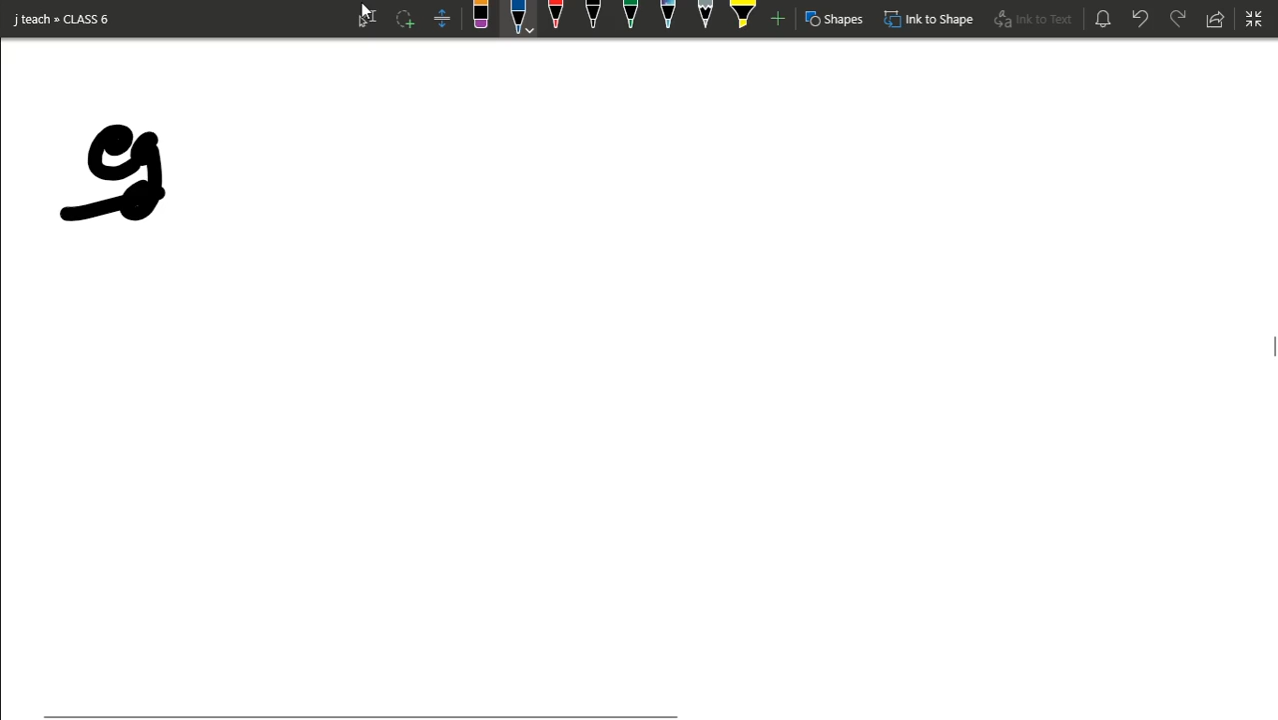 j teach » CLASS 6
Shapes
Ink to Shape
Ink to Text